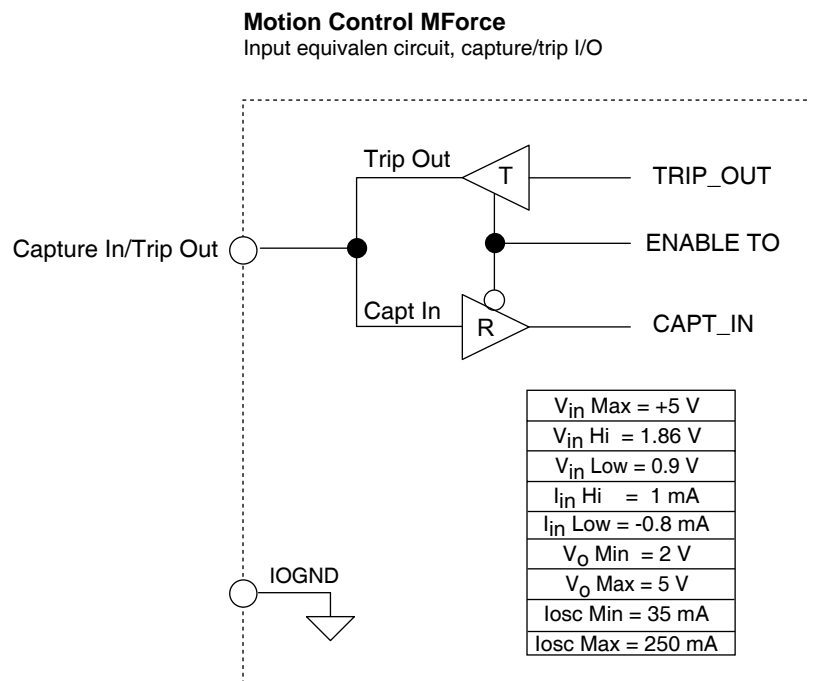 Motion Control MForce
Input equivalen circuit, capture/trip I/O
Trip Out
T
TRIP_OUT
Capture In/Trip Out
ENABLE TO
Capt In
R
CAPT_IN
Vin Max = +5 V
Vin Hi = 1.86 V
Vin Low = 0.9 V
Iin Hi = 1 mA
Iin Low = -0.8 mA
Vo Min = 2 V
Vo Max = 5 V
Iosc Min = 35 mA
Iosc Max = 250 mA
IOGND